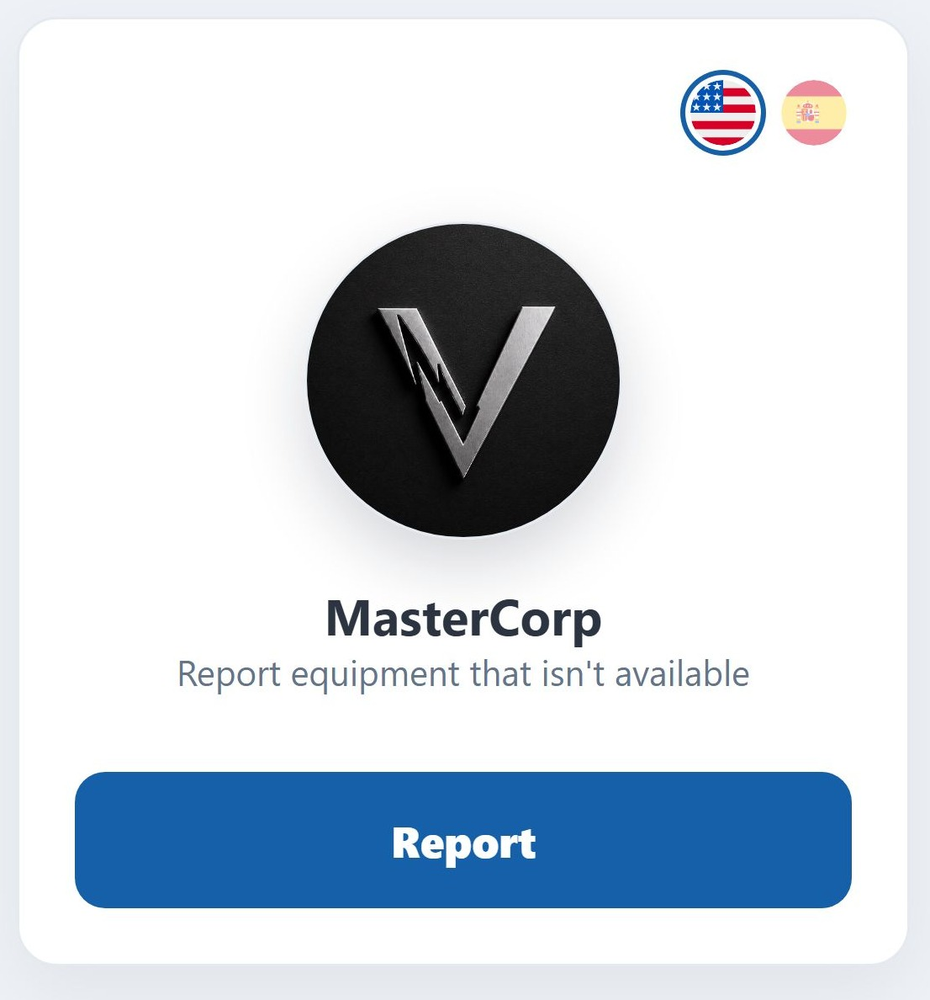 MasterCorp
Report equipment that isn't available
Report